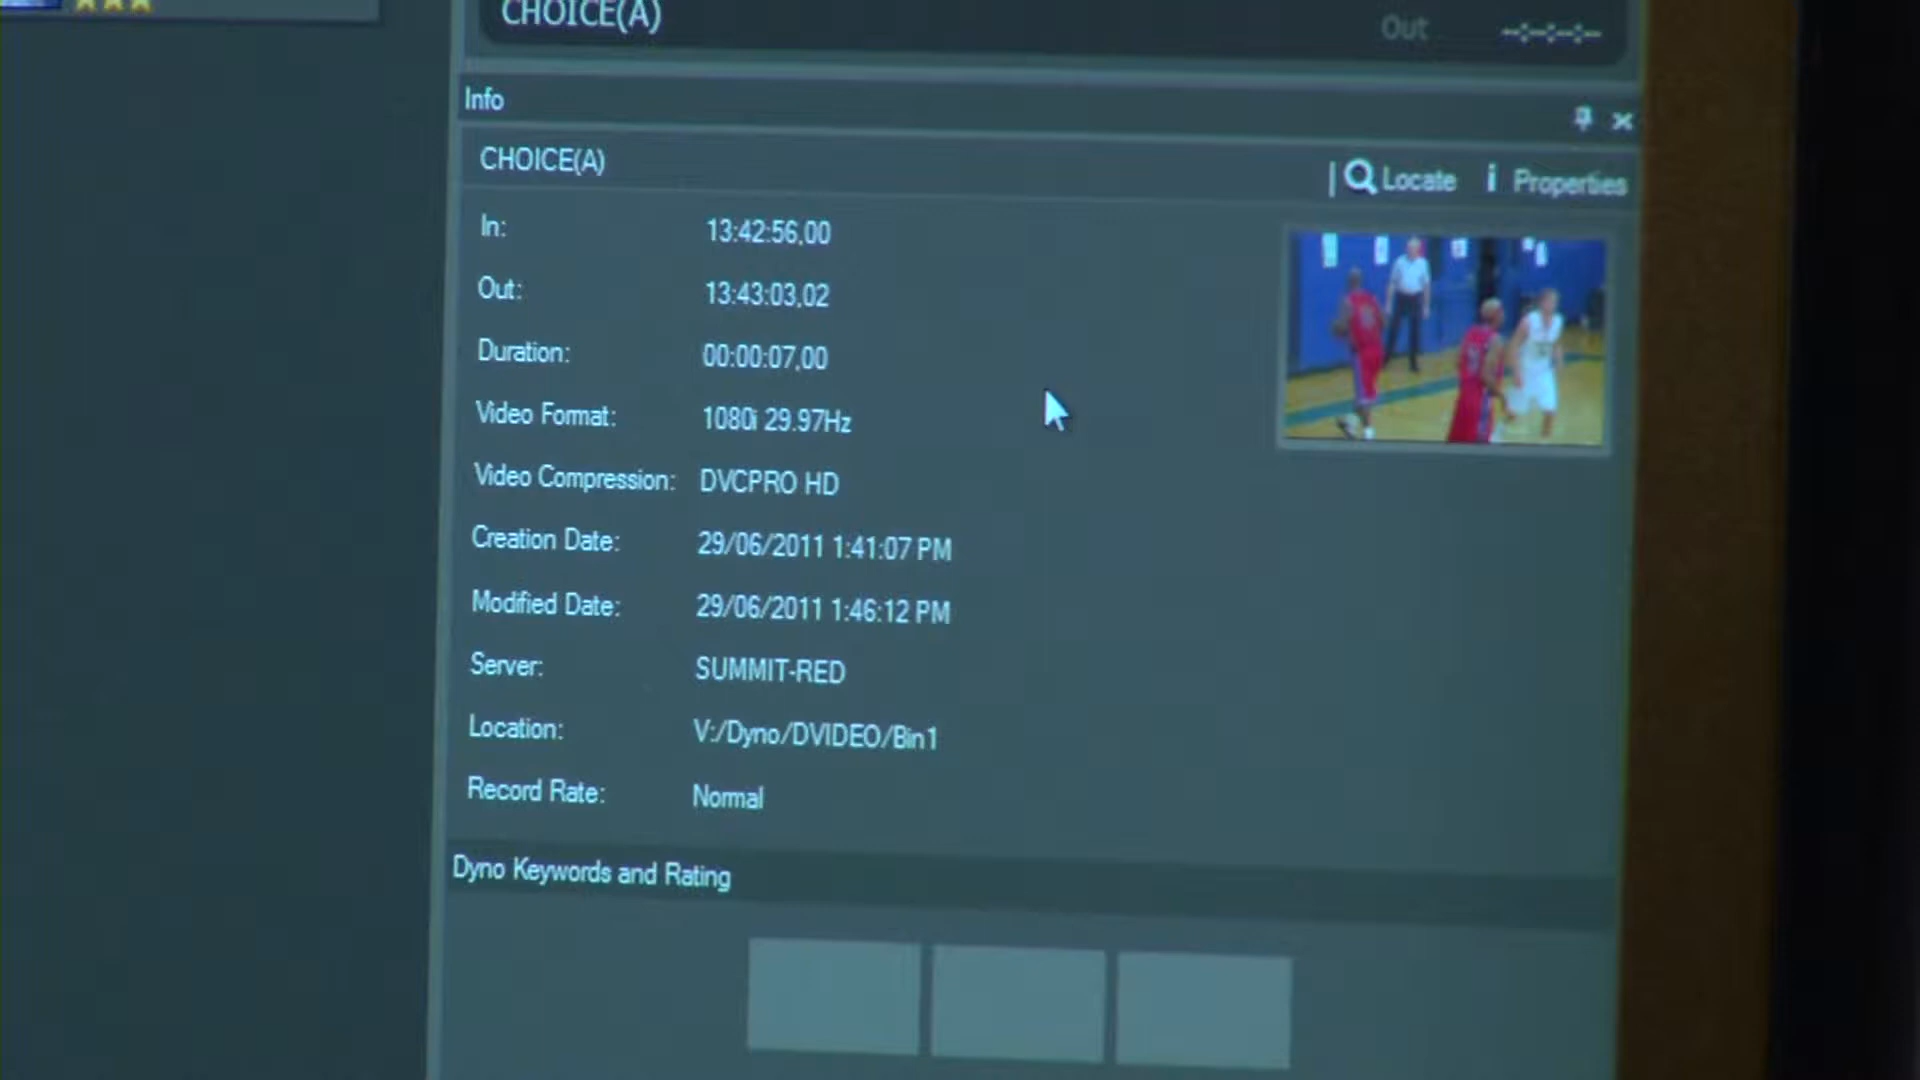 CHOICE(A)
Out --:--:--:--
Info
CHOICE(A)
Locate
i Properties
In: 13:42:56,00
Out: 13:43:03,02
Duration: 00:00:07,00
Video Format: 1080i 29.97Hz
Video Compression: DVCPRO HD
Creation Date: 29/06/2011 1:41:07 PM
Modified Date: 29/06/2011 1:46:12 PM
Server: SUMMIT-RED
Location: V:/Dyno/DVIDEO/Bin1
Record Rate: Normal
Dyno Keywords and Rating